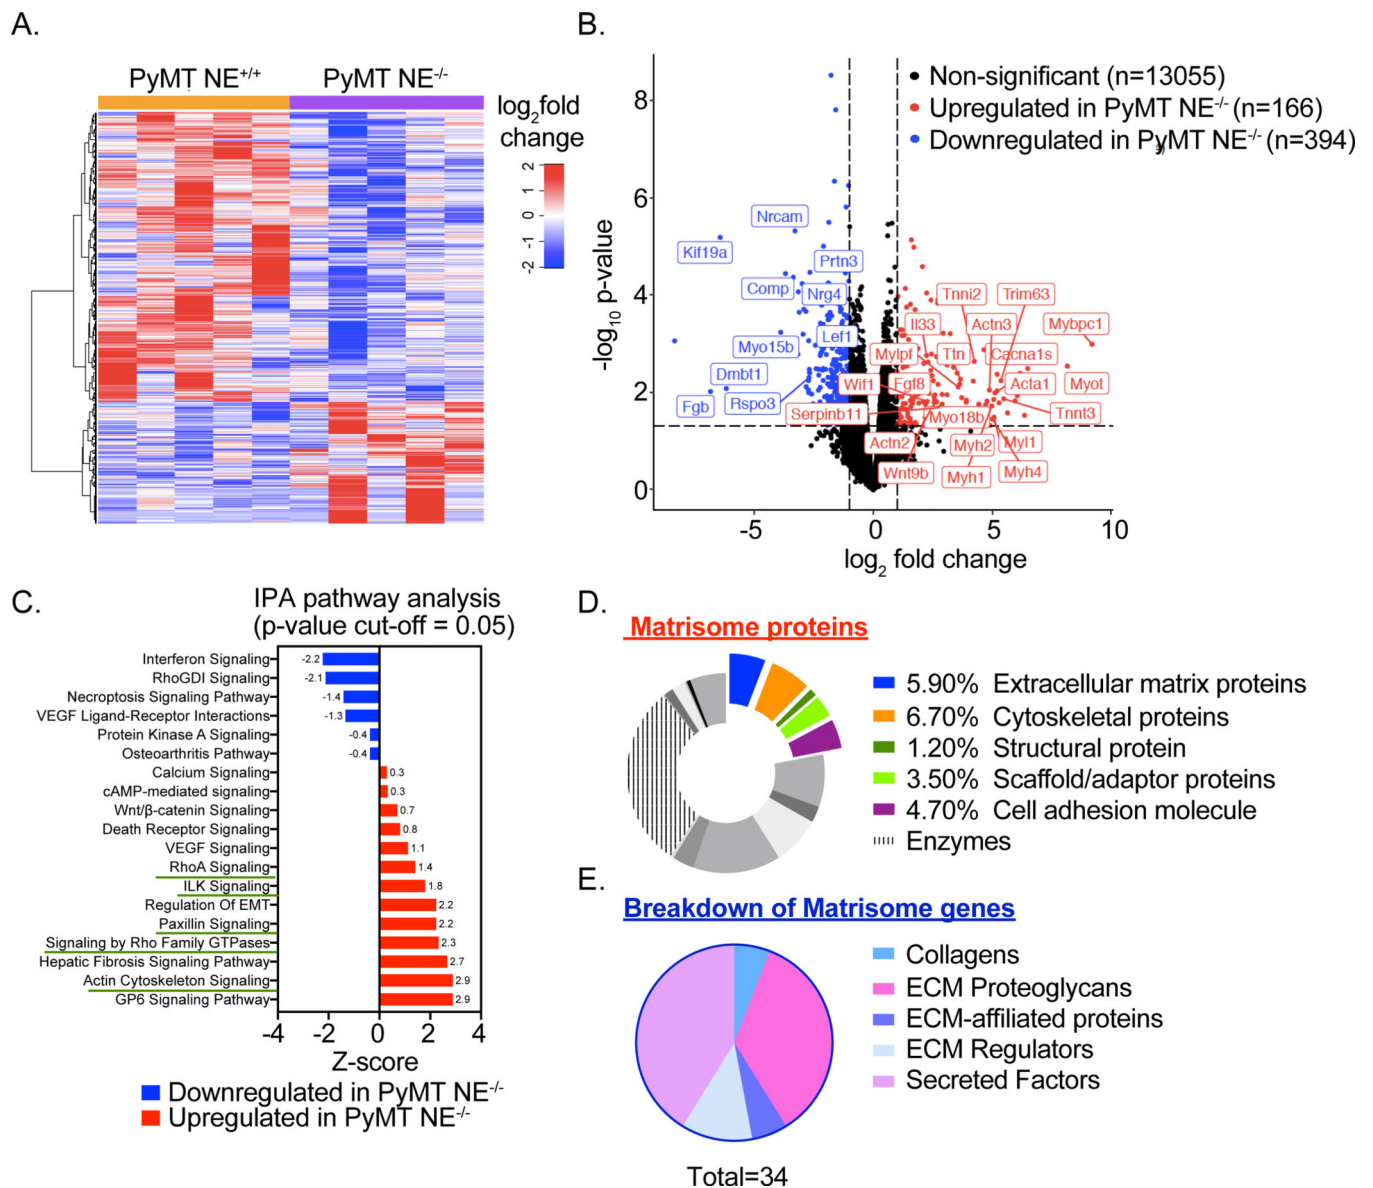 A.
PyMT NE+/+
PyMT NE-/-
log2fold
change
2
1
0
-1
-2
B.
Non-significant (n=13055)
Upregulated in PyMT NE-/- (n=166)
Downregulated in PyMT NE-/- (n=394)
-log10 p-value
8
6
4
2
0
Nrcam
Kif19a
Prtn3
Comp
Nrg4
Lef1
Myo15b
Dmbt1
Fgb
Rspo3
Tnni2
Trim63
Il33
Actn3
Mybpc1
Mylpf
Ttn
Cacna1s
Wif1
Fgf8
Acta1
Myot
Serpinb11
Myo18b
Tnnt3
Actn2
Myh2
Myl1
Wnt9b
Myh1
Myh4
-5
0
5
10
log2 fold change
C.
IPA pathway analysis
(p-value cut-off = 0.05)
Interferon Signaling -2.2
RhoGDI Signaling -2.1
Necroptosis Signaling Pathway -1.4
VEGF Ligand-Receptor Interactions -1.3
Protein Kinase A Signaling -0.4
Osteoarthritis Pathway -0.4
Calcium Signaling 0.3
cAMP-mediated signaling 0.3
Wnt/β-catenin Signaling 0.7
Death Receptor Signaling 0.8
VEGF Signaling 1.1
RhoA Signaling 1.4
ILK Signaling 1.8
Regulation Of EMT 2.2
Paxillin Signaling 2.2
Signaling by Rho Family GTPases 2.3
Hepatic Fibrosis Signaling Pathway 2.7
Actin Cytoskeleton Signaling 2.9
GP6 Signaling Pathway 2.9
-4
-2
0
2
4
Z-score
Downregulated in PyMT NE-/-
Upregulated in PyMT NE-/-
D.
Matrisome proteins
5.90% Extracellular matrix proteins
6.70% Cytoskeletal proteins
1.20% Structural protein
3.50% Scaffold/adaptor proteins
4.70% Cell adhesion molecule
Enzymes
E.
Breakdown of Matrisome genes
Collagens
ECM Proteoglycans
ECM-affiliated proteins
ECM Regulators
Secreted Factors
Total=34